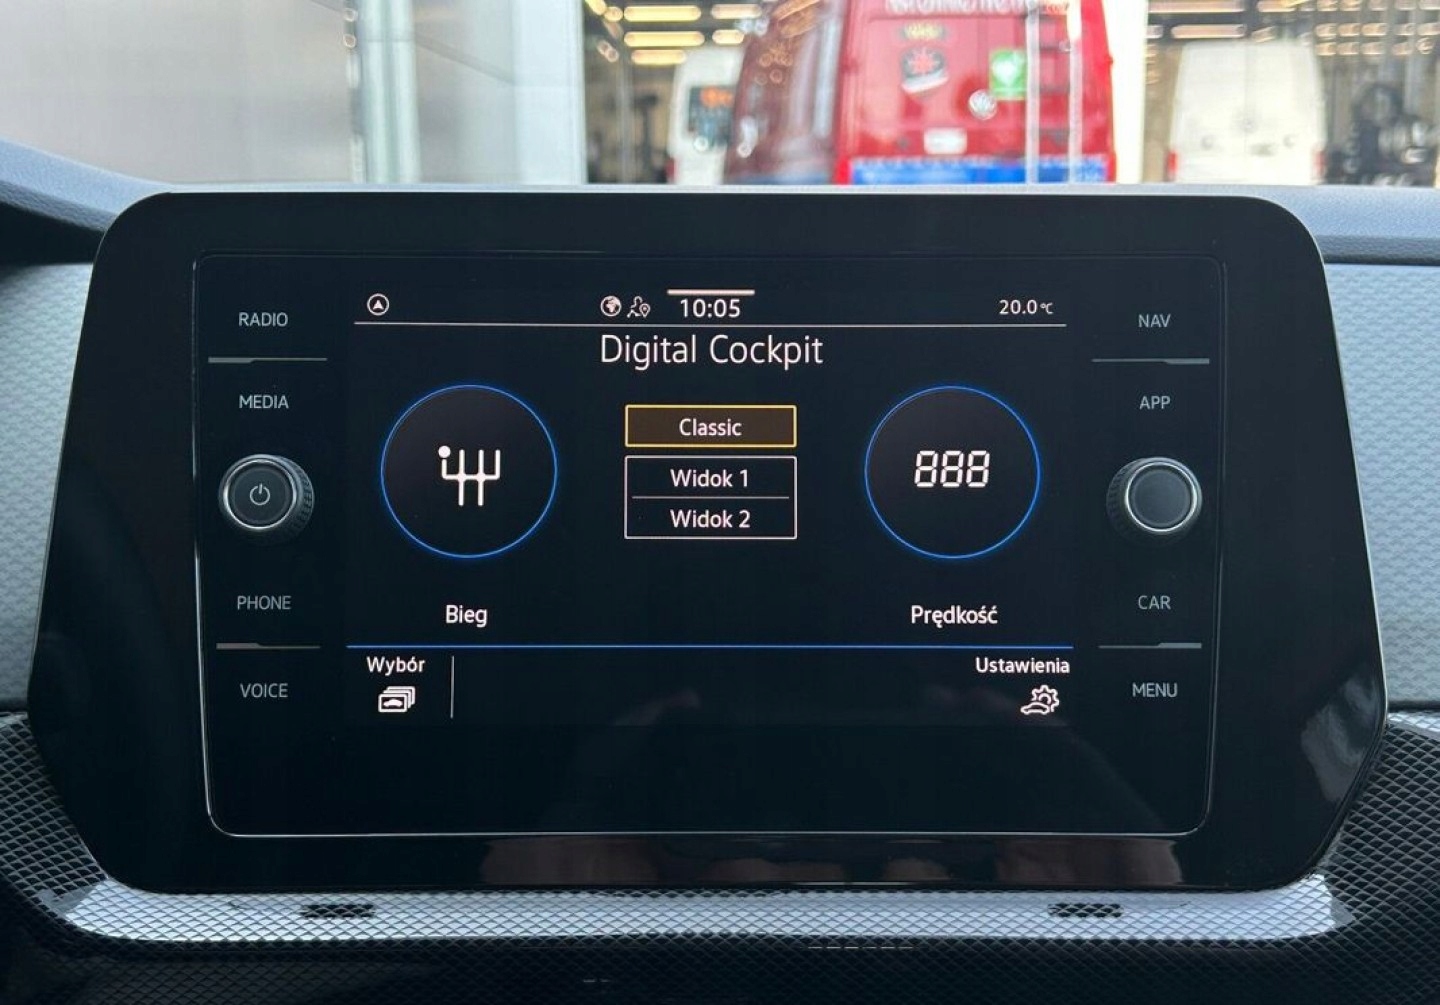 10:05
20.0°C
RADIO
NAV
Digital Cockpit
MEDIA
APP
Classic
Widok 1
888
Widok 2
PHONE
Bieg
Prędkość
CAR
Wybór
Ustawienia
VOICE
MENU